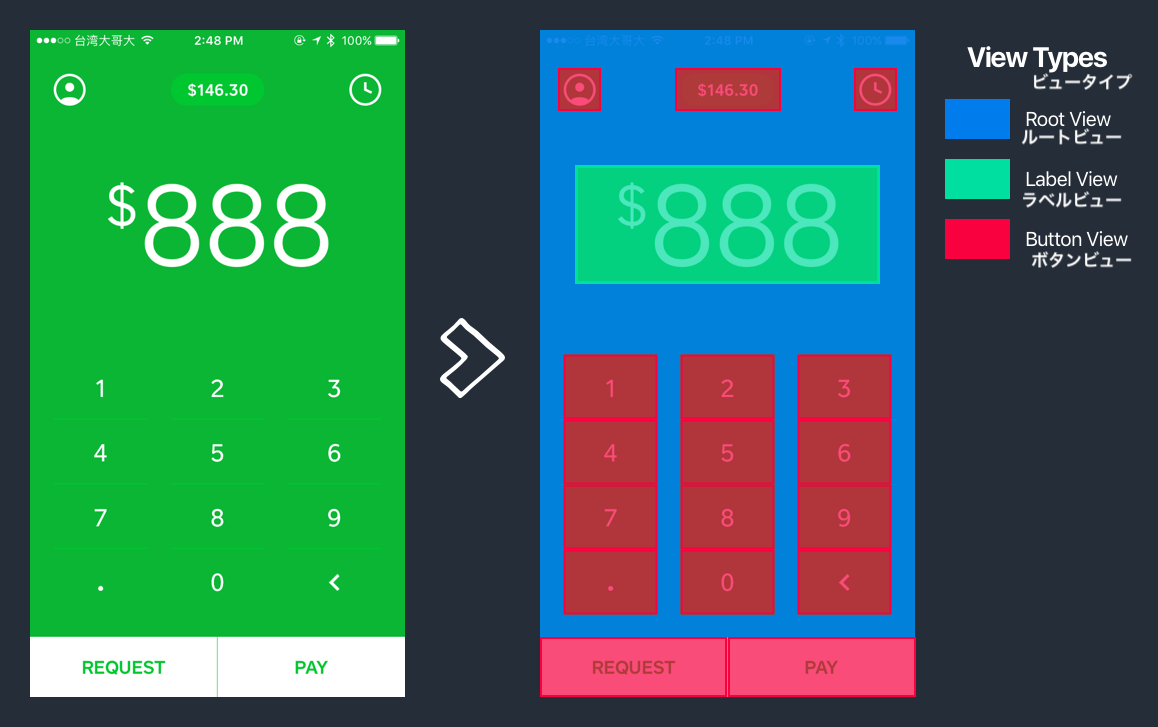 台湾大哥大 2:48 PM 100%
$146.30
$888
1 2 3
4 5 6
7 8 9
. 0 <
REQUEST PAY
台湾大哥大 2:48 PM 100%
$146.30
$888
1 2 3
4 5 6
7 8 9
. 0 <
REQUEST PAY
View Types
ビュータイプ
Root View
ルートビュー
Label View
ラベルビュー
Button View
ボタンビュー